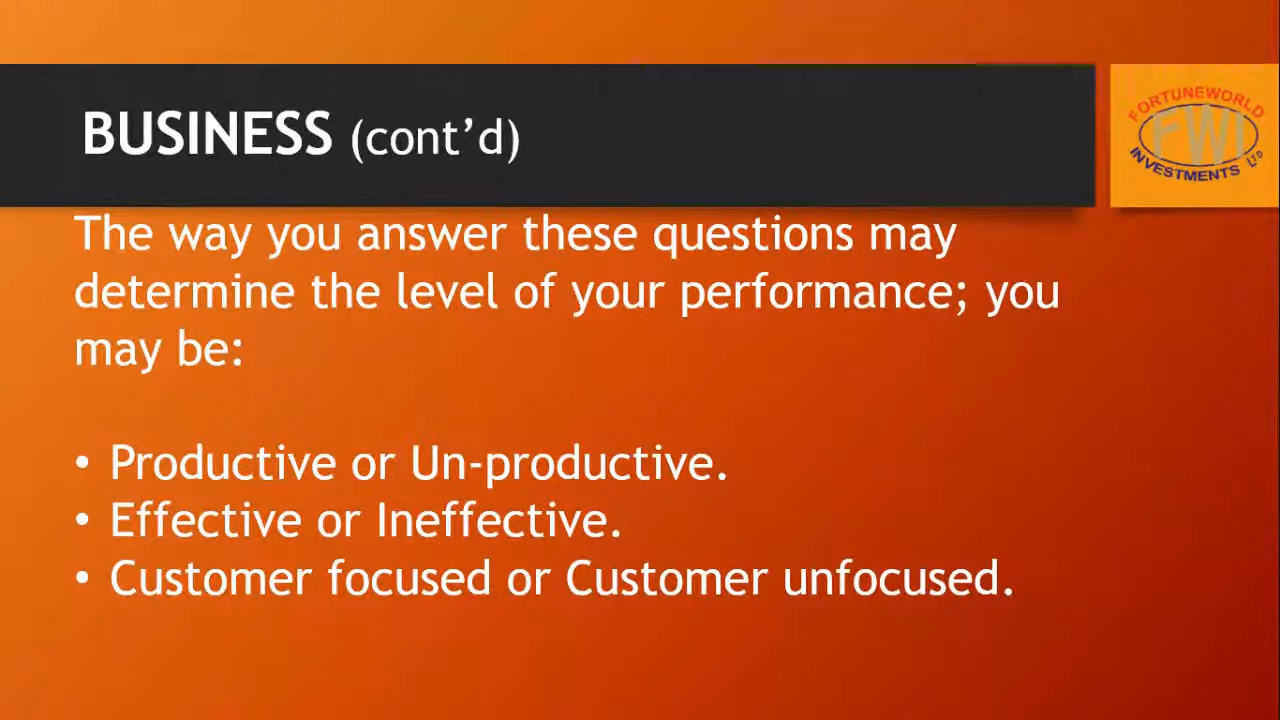 BUSINESS (cont’d)
FORTUNEWORLD
FWI
INVESTMENTS LTD
The way you answer these questions may
determine the level of your performance; you
may be:
• Productive or Un-productive.
• Effective or Ineffective.
• Customer focused or Customer unfocused.